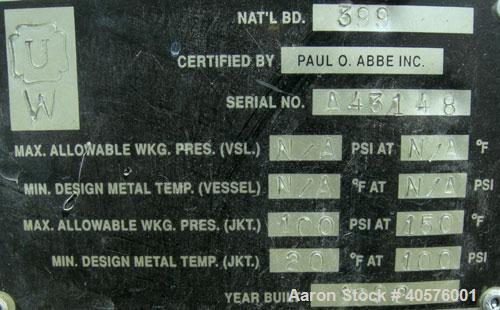 U
W
NAT'L BD. 399
CERTIFIED BY PAUL O. ABBE INC.
SERIAL NO. A43148
MAX. ALLOWABLE WKG. PRES. (VSL.) N/A PSI AT N/A °F
MIN. DESIGN METAL TEMP. (VESSEL) N/A °F AT N/A PSI
MAX. ALLOWABLE WKG. PRES. (JKT.) 100 PSI AT 150 °F
MIN. DESIGN METAL TEMP. (JKT.) 20 °F AT 100 PSI
YEAR BUILT
Aaron Stock # 40576001